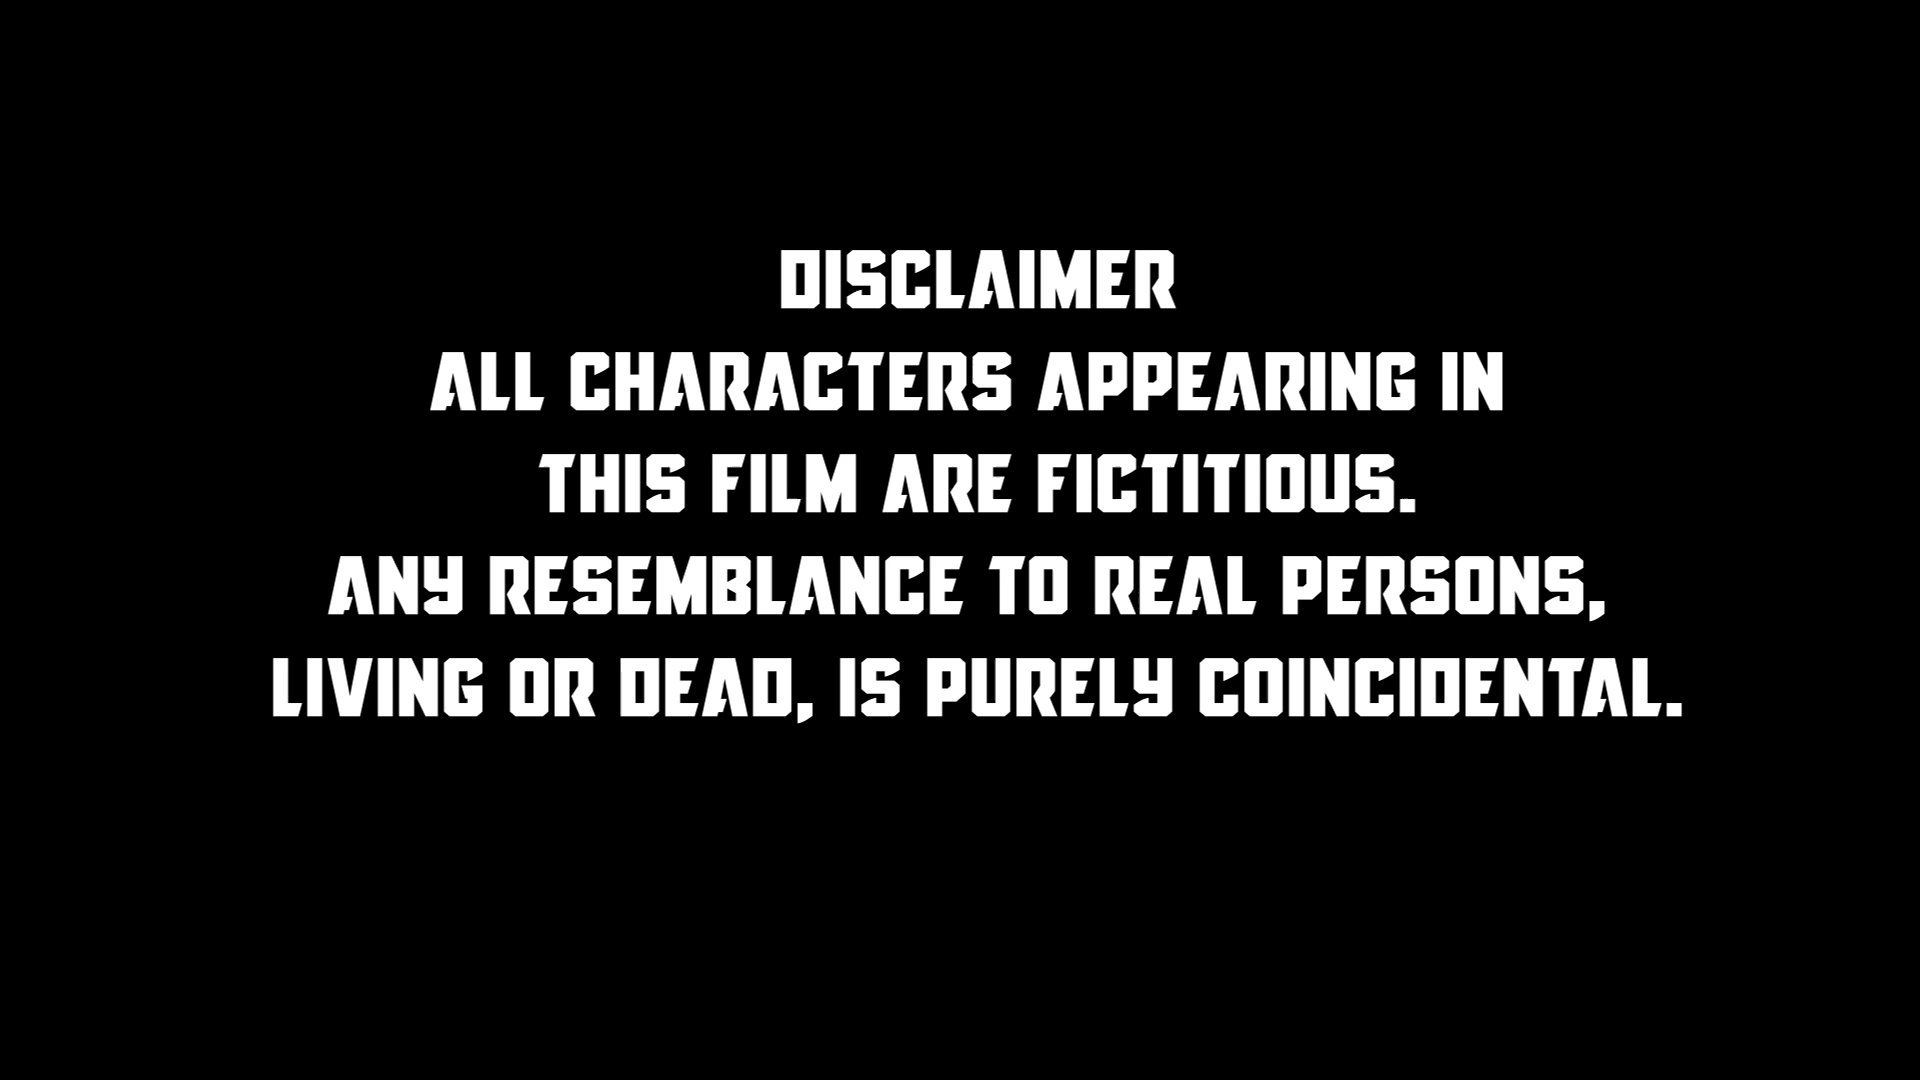 DISCLAIMER
ALL CHARACTERS APPEARING IN
THIS FILM ARE FICTITIOUS.
ANY RESEMBLANCE TO REAL PERSONS,
LIVING OR DEAD, IS PURELY COINCIDENTAL.